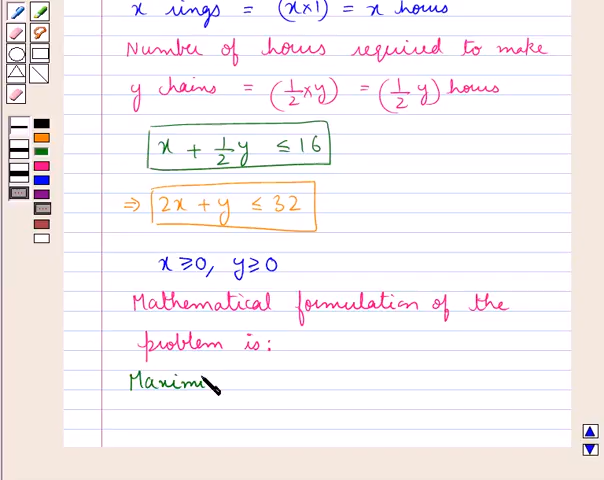 x rings = (x×1) = x hours
Number of hours required to make
y chains = (1/2 × y) = (1/2 y) hours
x + 1/2 y ≤ 16
⇒ 2x + y ≤ 32
x ≥ 0, y ≥ 0
Mathematical formulation of the
problem is:
Maximi